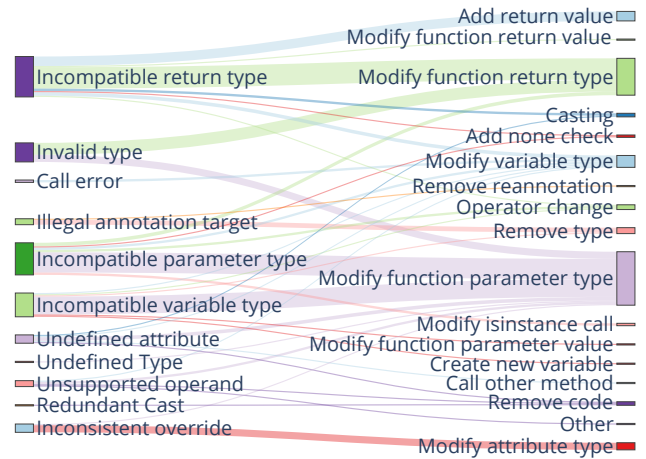 Incompatible return type
Invalid type
Call error
Illegal annotation target
Incompatible parameter type
Incompatible variable type
Undefined attribute
Undefined Type
Unsupported operand
Redundant Cast
Inconsistent override
Add return value
Modify function return value
Modify function return type
Casting
Add none check
Modify variable type
Remove reannotation
Operator change
Remove type
Modify function parameter type
Modify isinstance call
Modify function parameter value
Create new variable
Call other method
Remove code
Other
Modify attribute type